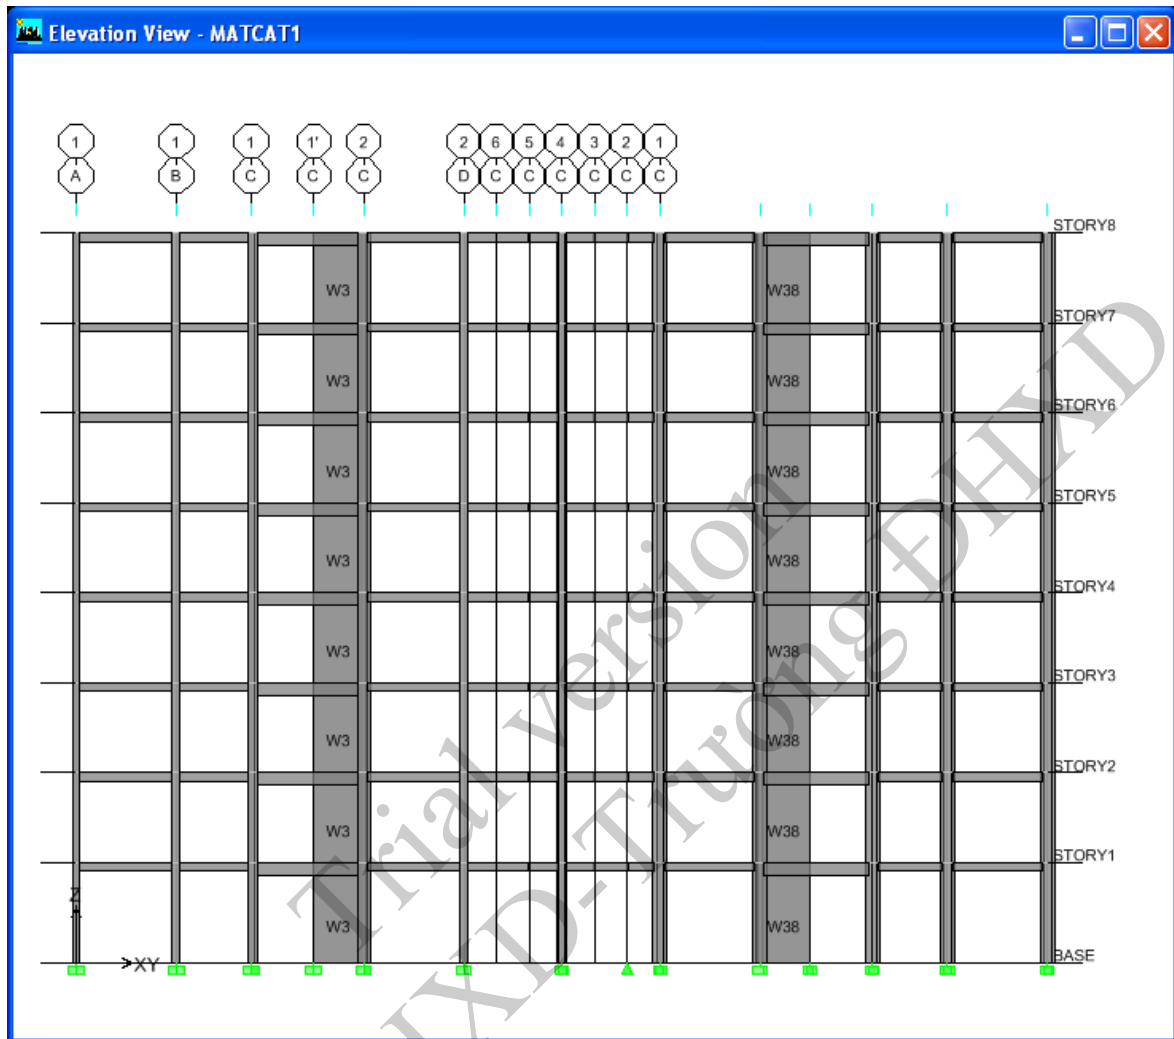 Elevation View - MATCAT1
1 1 1 1' 2 2 6 5 4 3 2 1
A B C C C D C C C C C C
STORY8
W3 W38
STORY7
W3 W38
STORY6
W3 W38
STORY5
W3 W38
STORY4
W3 W38
STORY3
W3 W38
STORY2
W3 W38
STORY1
Z
W3 W38
XY
BASE
Trial version
XD-Trường ĐHXD